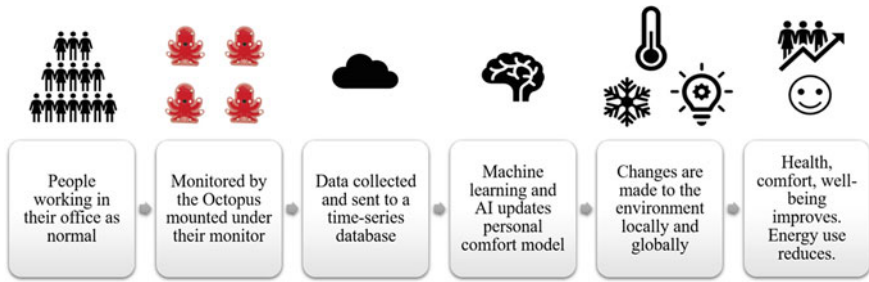 People
working in
their office as
normal
Monitored by
the Octopus
mounted under
their monitor
Data collected
and sent to a
time-series
database
Machine
learning and
AI updates
personal
comfort model
Changes are
made to the
environment
locally and
globally
Health,
comfort, well-
being
improves.
Energy use
reduces.